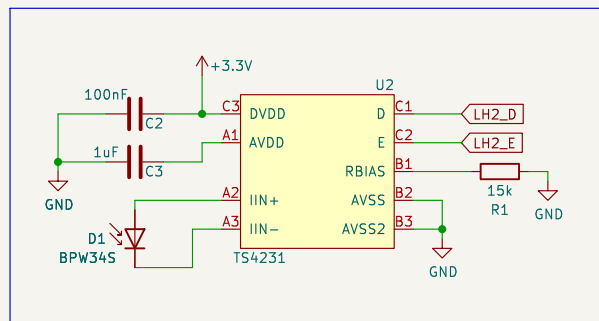 +3.3V
U2
100nF
C2
C3
DVDD
D
C1
LH2_D
1uF
C3
A1
AVDD
E
C2
LH2_E
RBIAS
B1
15k
R1
GND
GND
A2
IIN+
AVSS
B2
D1
BPW34S
A3
IIN-
AVSS2
B3
TS4231
GND